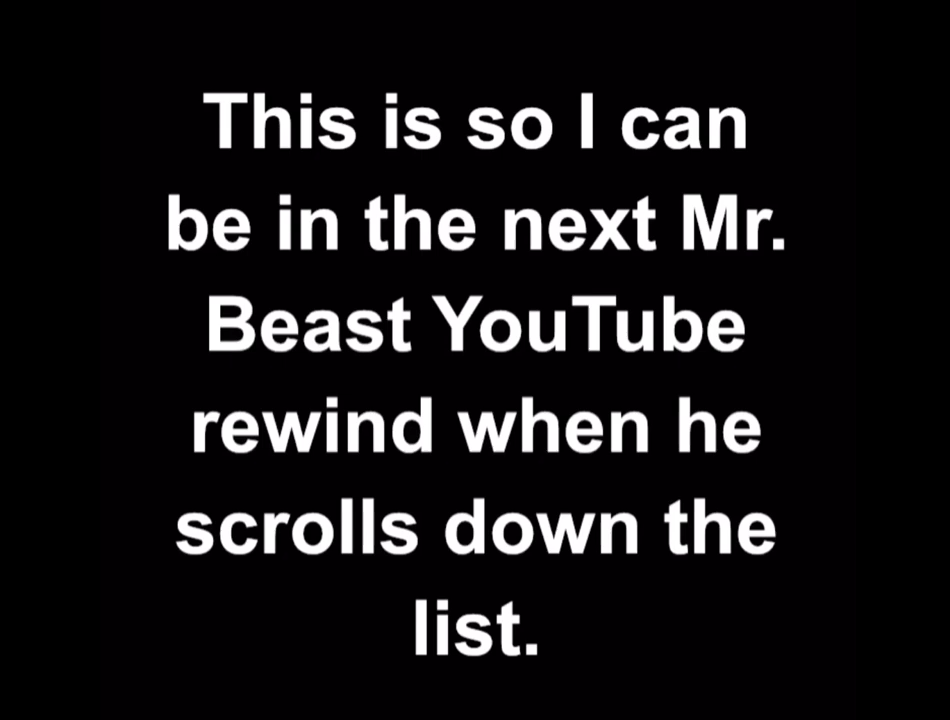 This is so I can
be in the next Mr.
Beast YouTube
rewind when he
scrolls down the
list.